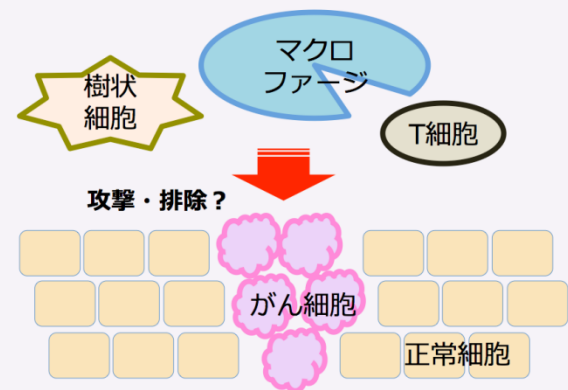 マクロ
ファージ
樹状
細胞
T細胞
攻撃・排除？
がん細胞
正常細胞